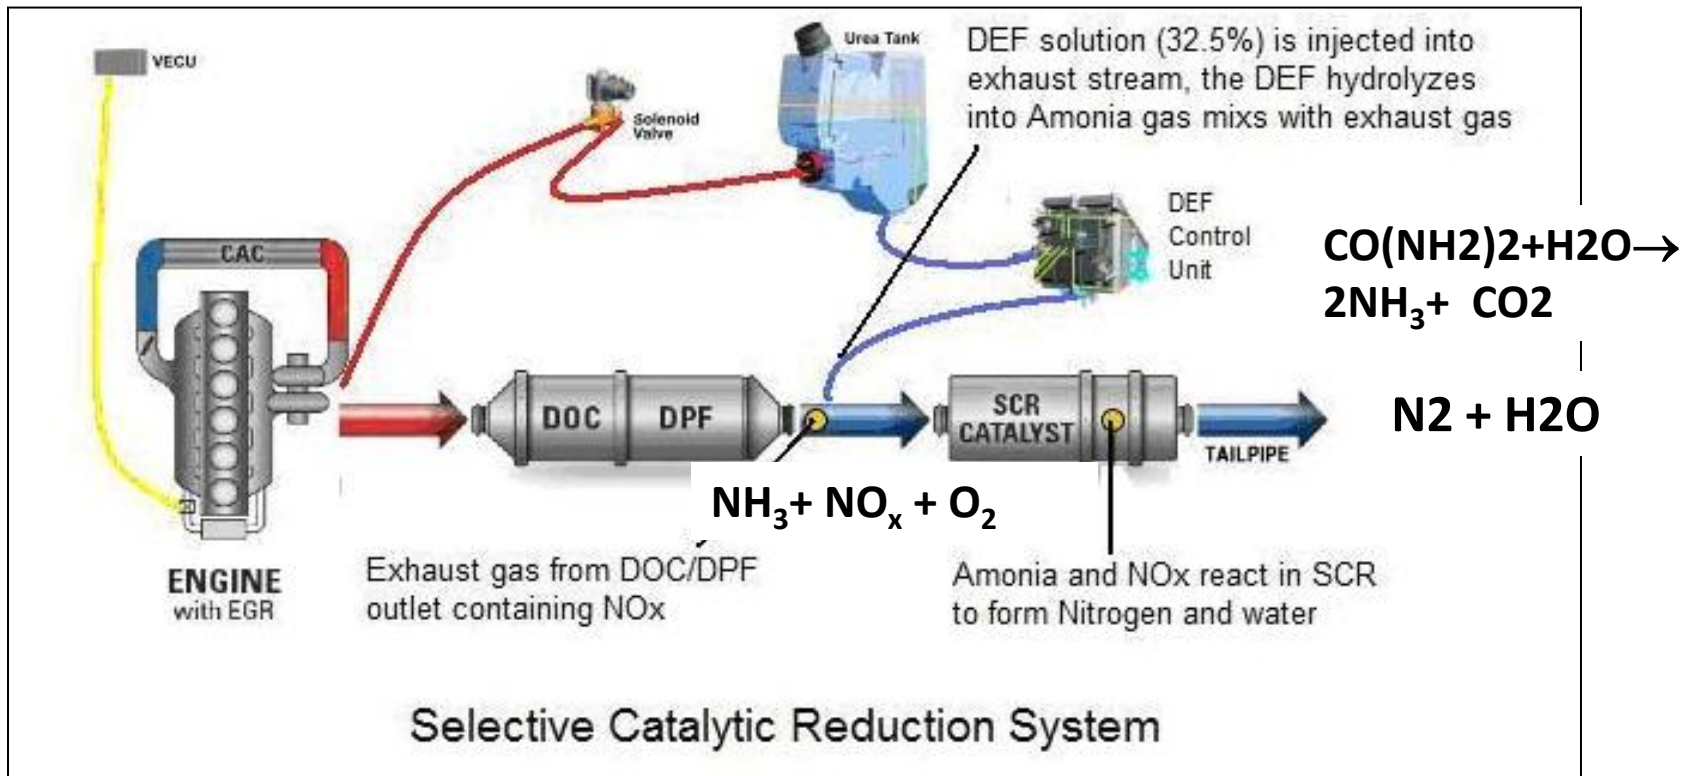 VECU
Solenoid
Valve
Urea Tank
DEF solution (32.5%) is injected into
exhaust stream, the DEF hydrolyzes
into Amonia gas mixs with exhaust gas
DEF
Control
Unit
CO(NH2)2+H2O→
2NH₃+ CO2
CAC
DOC
DPF
SCR
CATALYST
TAILPIPE
N2 + H2O
NH₃+ NOₓ + O₂
ENGINE
with EGR
Exhaust gas from DOC/DPF
outlet containing NOx
Amonia and NOx react in SCR
to form Nitrogen and water
Selective Catalytic Reduction System